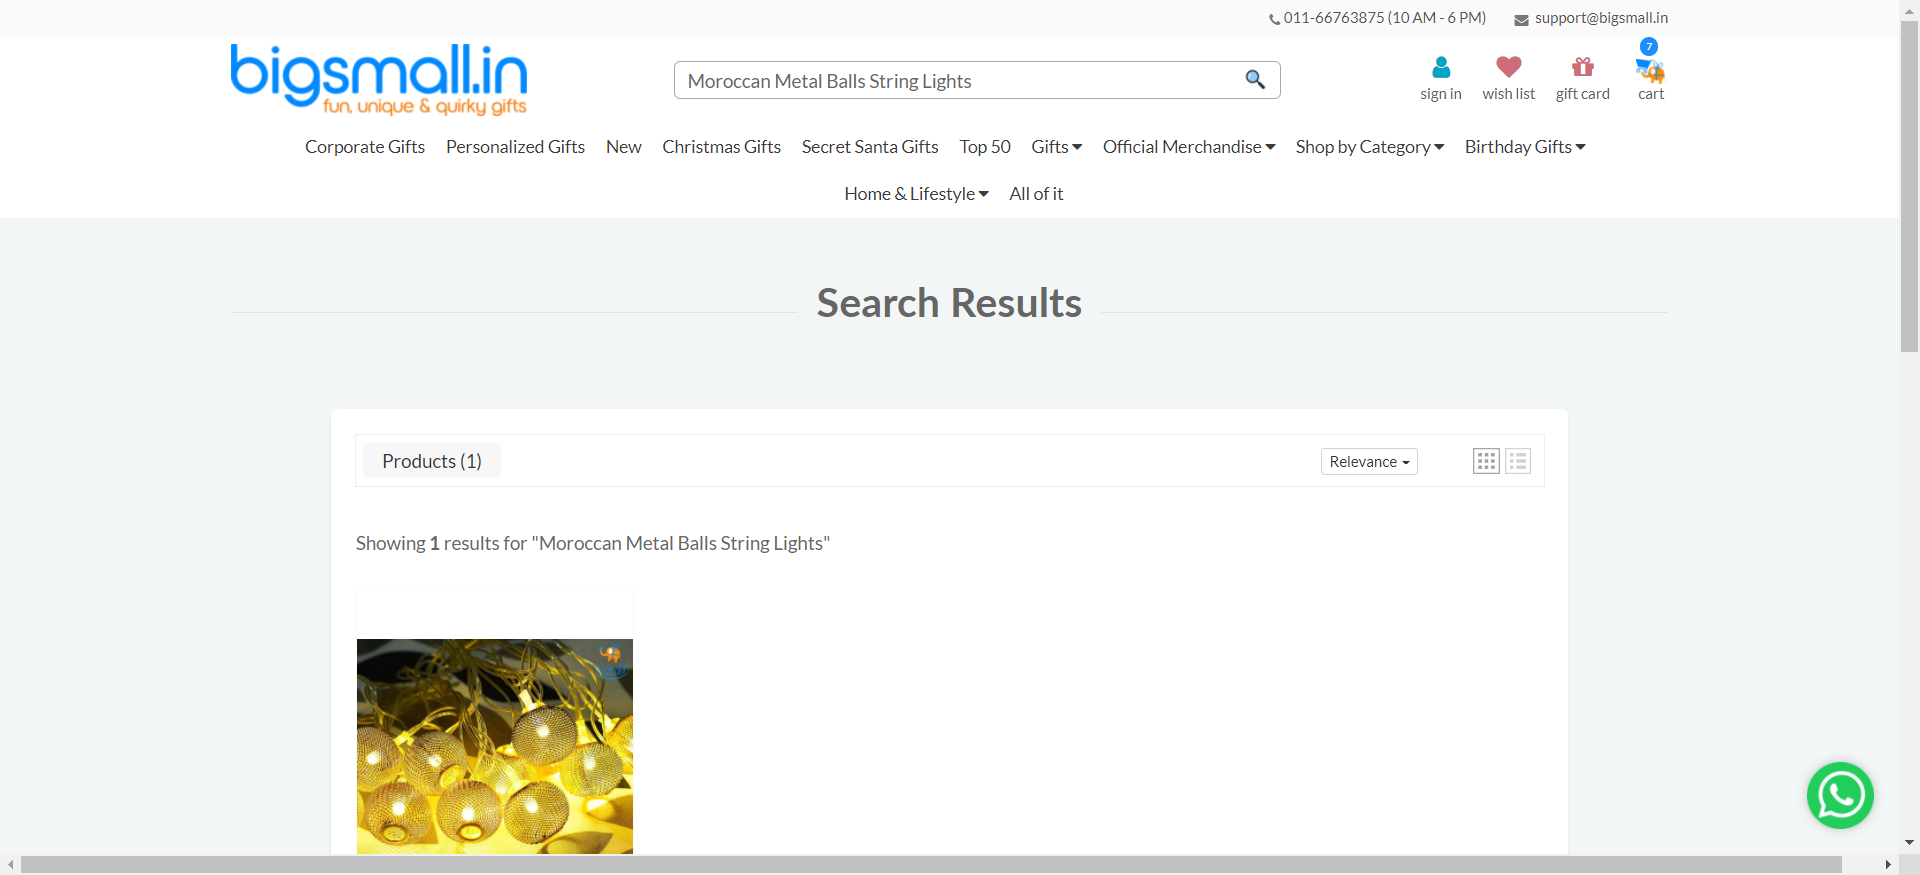 011-66763875 (10 AM - 6 PM) support@bigsmall.in
bigsmall.in
fun, unique & quirky gifts
Moroccan Metal Balls String Lights
7
sign in wish list gift card cart
Corporate Gifts Personalized Gifts New Christmas Gifts Secret Santa Gifts Top 50 Gifts Official Merchandise Shop by Category Birthday Gifts
Home & Lifestyle All of it
Search Results
Products (1) Relevance
Showing 1 results for "Moroccan Metal Balls String Lights"